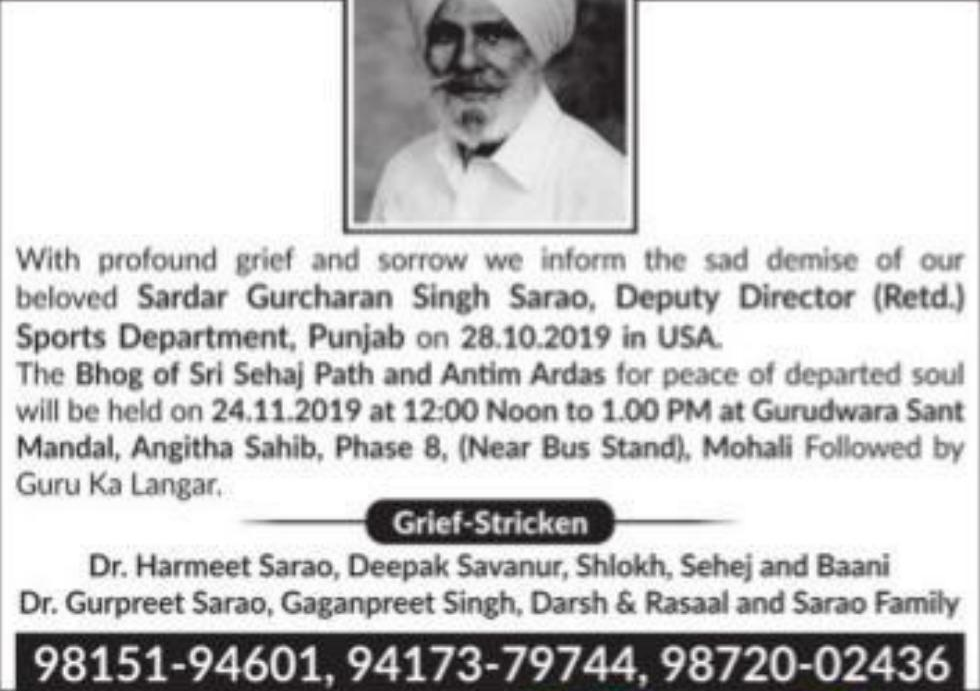 With profound grief and sorrow we inform the sad demise of our
beloved Sardar Gurcharan Singh Sarao, Deputy Director (Retd.)
Sports Department, Punjab on 28.10.2019 in USA.
The Bhog of Sri Sehaj Path and Antim Ardas for peace of departed soul
will be held on 24.11.2019 at 12:00 Noon to 1.00 PM at Gurudwara Sant
Mandal, Angitha Sahib, Phase 8, (Near Bus Stand), Mohali Followed by
Guru Ka Langar.
Grief-Stricken
Dr. Harmeet Sarao, Deepak Savanur, Shlokh, Sehej and Baani
Dr. Gurpreet Sarao, Gaganpreet Singh, Darsh & Rasaal and Sarao Family
98151-94601, 94173-79744, 98720-02436